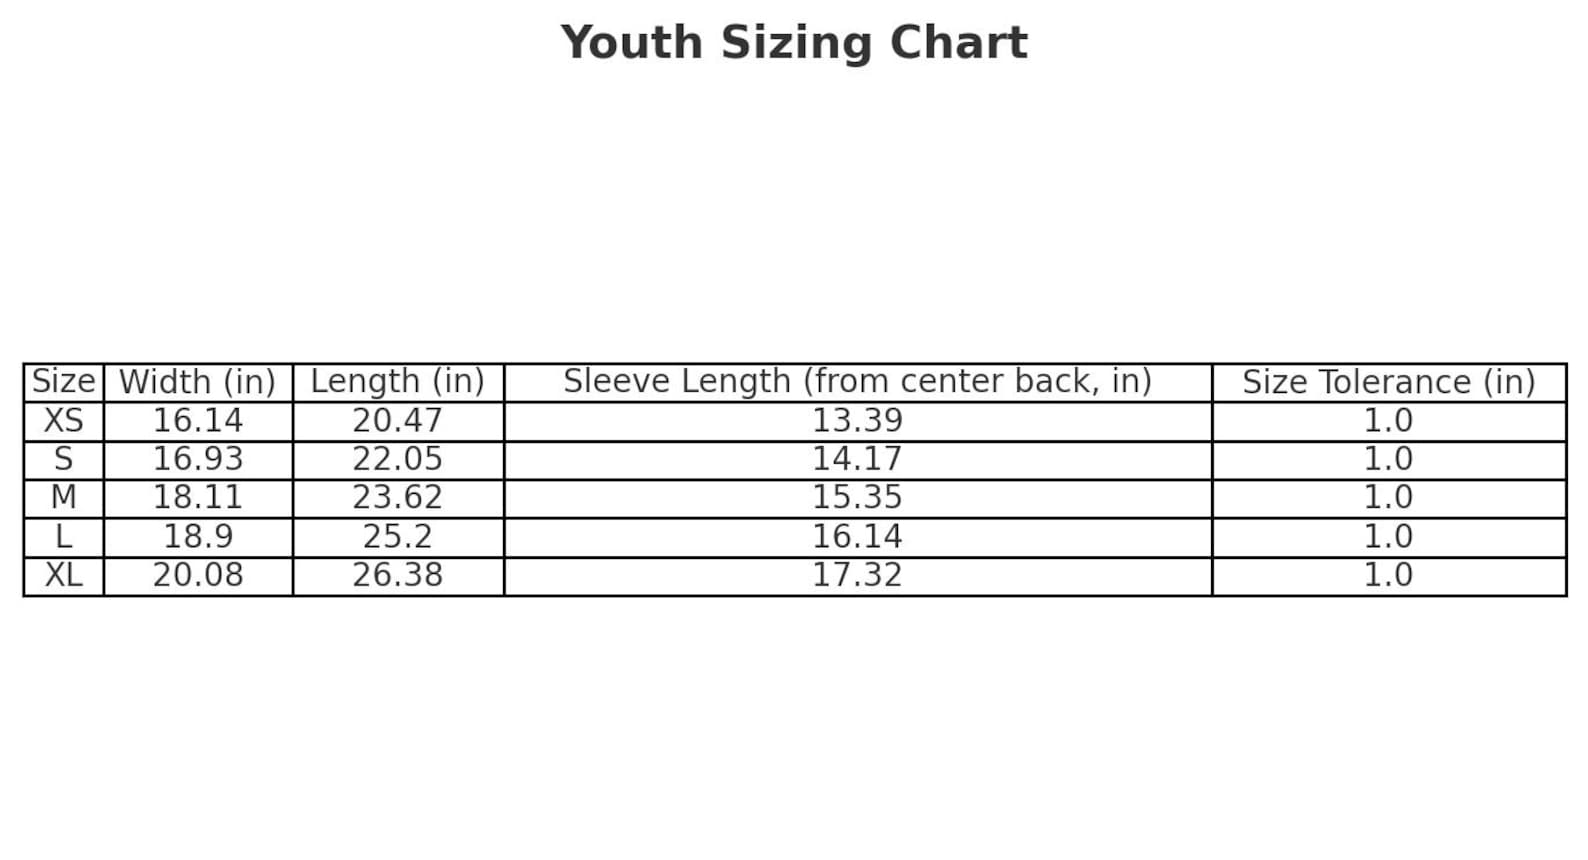 Youth Sizing Chart
Size Width (in) Length (in) Sleeve Length (from center back, in) Size Tolerance (in)
XS 16.14 20.47 13.39 1.0
S 16.93 22.05 14.17 1.0
M 18.11 23.62 15.35 1.0
L 18.9 25.2 16.14 1.0
XL 20.08 26.38 17.32 1.0